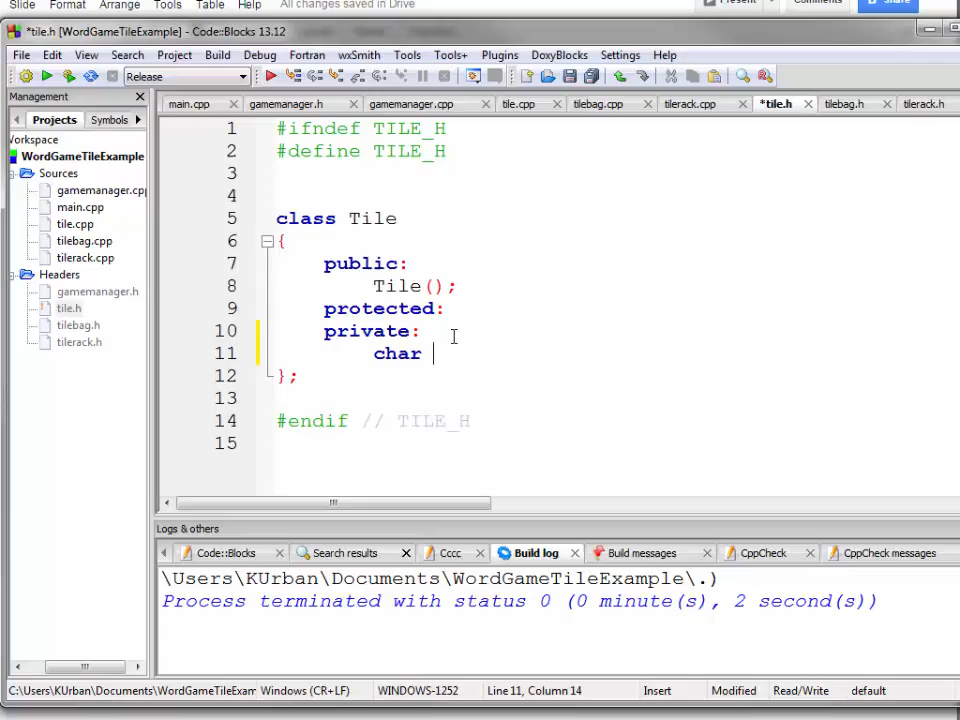 Slide Format Arrange Tools Table Help All changes saved in Drive Present Comments Share
*tile.h [WordGameTileExample] - Code::Blocks 13.12
File Edit View Search Project Build Debug Fortran wxSmith Tools Tools+ Plugins DoxyBlocks Settings Help
Release
Management
main.cpp gamemanager.h gamemanager.cpp tile.cpp tilebag.cpp tilerack.cpp *tile.h tilebag.h tilerack.h
Projects Symbols
Workspace
WordGameTileExample
Sources
gamemanager.cpp
main.cpp
tile.cpp
tilebag.cpp
tilerack.cpp
Headers
gamemanager.h
tile.h
tilebag.h
tilerack.h
1 #ifndef TILE_H
2 #define TILE_H
3
4
5 class Tile
6 {
7 public:
8 Tile();
9 protected:
10 private:
11 char
12 };
13
14 #endif // TILE_H
15
Logs & others
Code::Blocks Search results Cccc Build log Build messages CppCheck CppCheck messages
\Users\KUrban\Documents\WordGameTileExample\.)
Process terminated with status 0 (0 minute(s), 2 second(s))
C:\Users\KUrban\Documents\WordGameTileExam Windows (CR+LF) WINDOWS-1252 Line 11, Column 14 Insert Modified Read/Write default